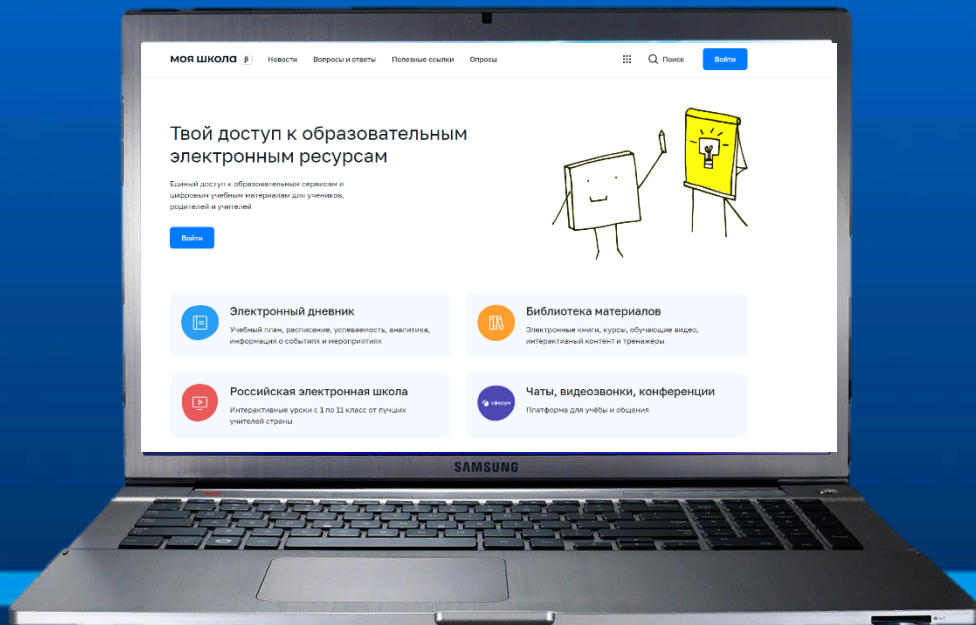 моя школа β Новости Вопросы и ответы Полезные ссылки Опросы Поиск Войти
Твой доступ к образовательным
электронным ресурсам
Единый доступ к образовательным сервисам и
цифровым учебным материалам для учеников,
родителей и учителей
Войти
Электронный дневник
Учебный план, расписание, успеваемость, аналитика,
информация о событиях и мероприятиях
Библиотека материалов
Электронные книги, курсы, обучающие видео,
интерактивный контент и тренажеры
Российская электронная школа
Интерактивные уроки с 1 по 11 класс от лучших
учителей страны
сферум
Чаты, видеозвонки, конференции
Платформа для учёбы и общения
SAMSUNG